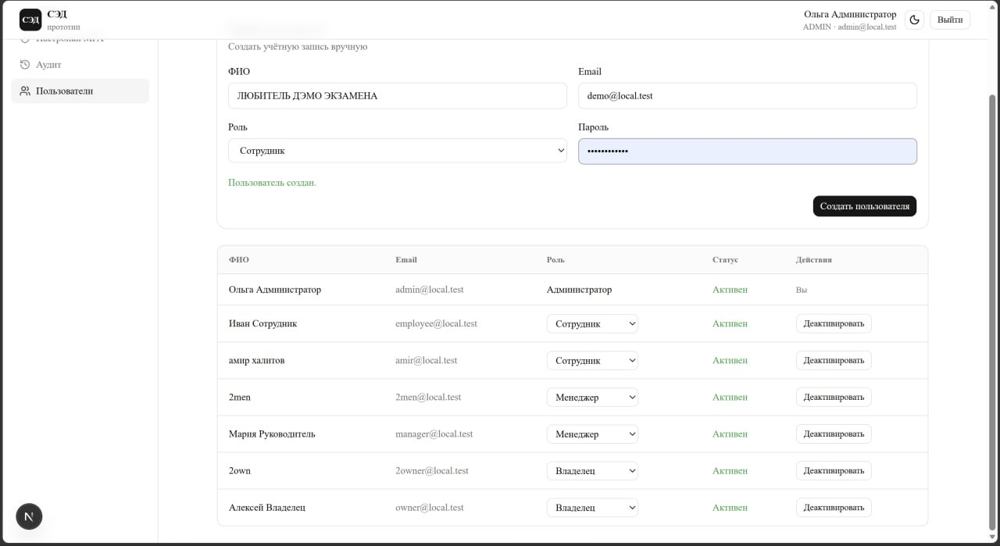 СЭД
СЭД
прототип
Ольга Администратор
ADMIN · admin@local.test
Выйти
Аудит
Пользователи
Создать учётную запись вручную
ФИО
Email
ЛЮБИТЕЛЬ ДЭМО ЭКЗАМЕНА
demo@local.test
Роль
Пароль
Сотрудник
••••••••••••
Пользователь создан.
Создать пользователя
ФИО Email Роль Статус Действия
Ольга Администратор admin@local.test Администратор Активен Вы
Иван Сотрудник employee@local.test Сотрудник Активен Деактивировать
амир халитов amir@local.test Сотрудник Активен Деактивировать
2men 2men@local.test Менеджер Активен Деактивировать
Мария Руководитель manager@local.test Менеджер Активен Деактивировать
2own 2owner@local.test Владелец Активен Деактивировать
Алексей Владелец owner@local.test Владелец Активен Деактивировать
N